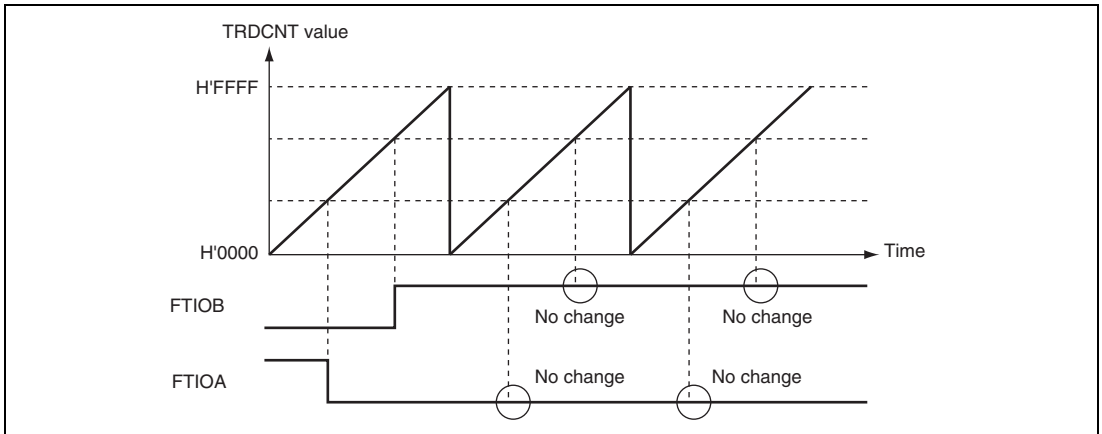 TRDCNT value
H'FFFF
H'0000
Time
FTIOB
No change
No change
FTIOA
No change
No change